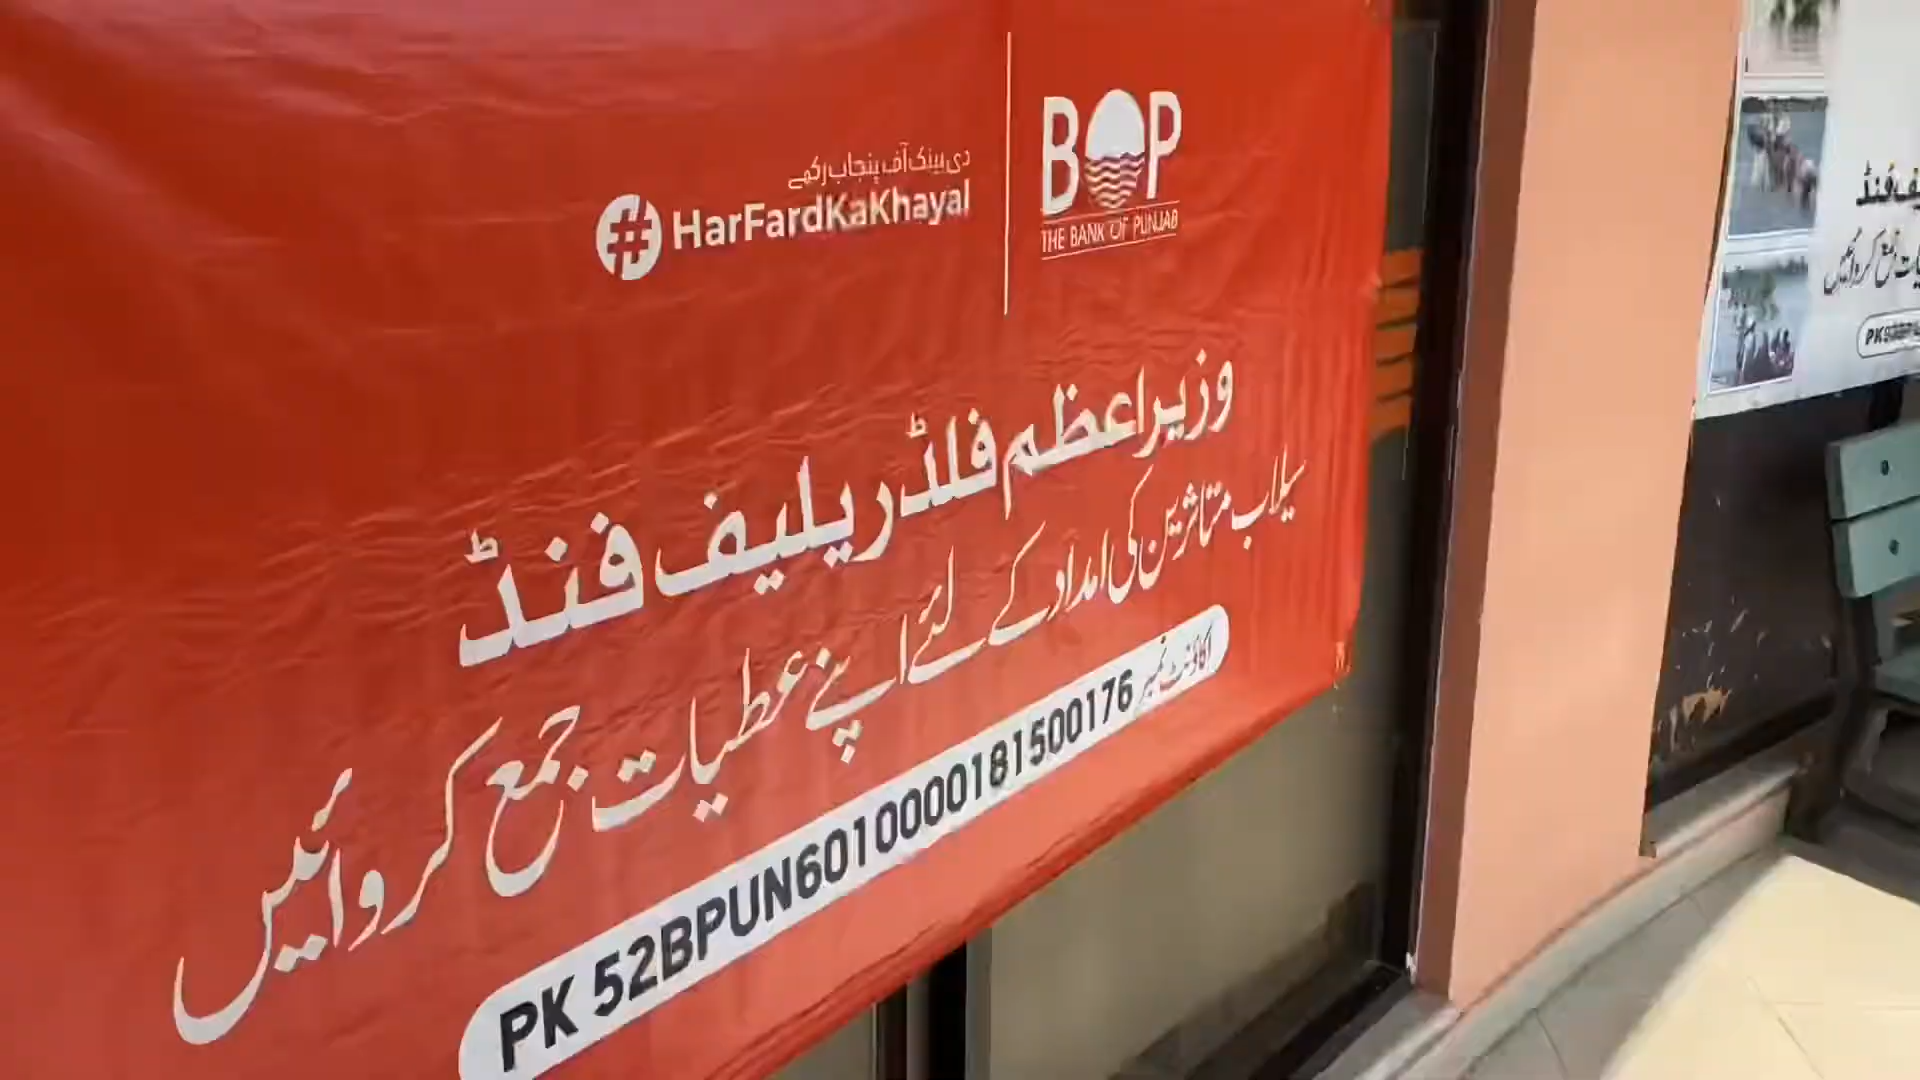 دی بینک آف پنجاب رکھے
#HarFardKaKhayal
BOP
THE BANK OF PUNJAB
وزیراعظم فلڈ ریلیف فنڈ
سیلاب متاثرین کی امداد کے لئے اپنے عطیات جمع کروائیں
اکاؤنٹ نمبر PK 52BPUN6010000181500176
فنڈ
جمع کروائیں